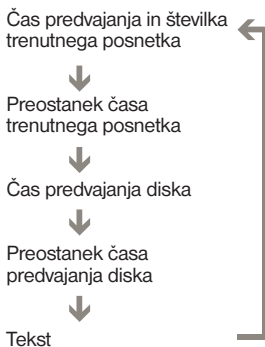 Čas predvajanja in številka
trenutnega posnetka
Preostanek časa
trenutnega posnetka
Čas predvajanja diska
Preostanek časa
predvajanja diska
Tekst